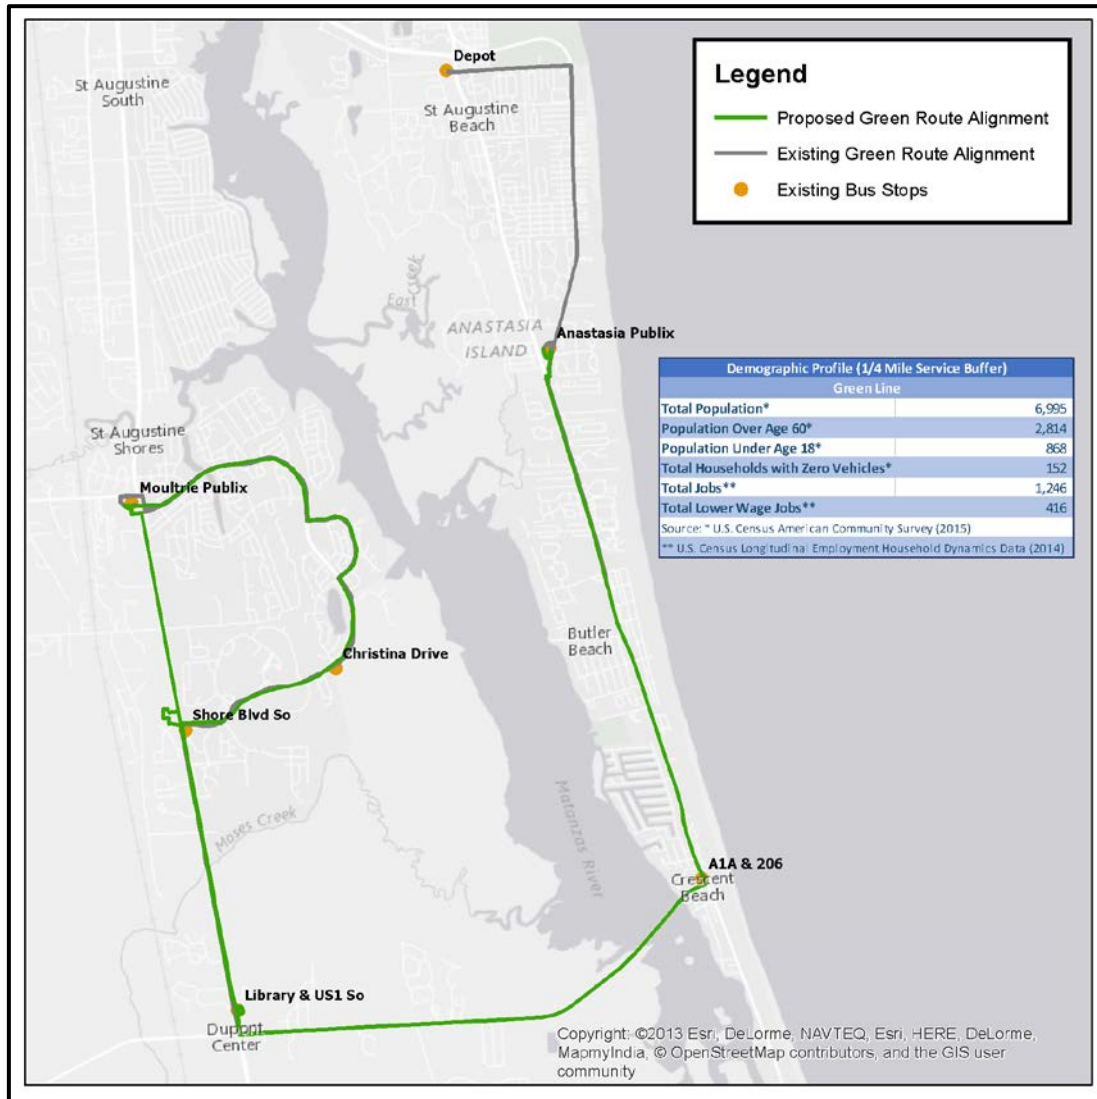 Depot
St Augustine
South
St Augustine
Beach
Legend
Proposed Green Route Alignment
Existing Green Route Alignment
Existing Bus Stops
East Creek
ANASTASIA
ISLAND
Anastasia Publix
Demographic Profile (1/4 Mile Service Buffer)
Green Line
Total Population* 6,995
Population Over Age 60* 2,814
Population Under Age 18* 868
Total Households with Zero Vehicles* 152
Total Jobs** 1,246
Total Lower Wage Jobs** 416
Source: * U.S. Census American Community Survey (2015)
** U.S. Census Longitudinal Employment Household Dynamics Data (2014)
St Augustine
Shores
Moultrie Publix
Butler
Beach
Christina Drive
Shore Blvd So
Moses Creek
Matanzas River
A1A & 206
Crescent
Beach
Library & US1 So
Dupont
Center
Copyright: ©2013 Esri, DeLorme, NAVTEQ, Esri, HERE, DeLorme,
MapmyIndia, © OpenStreetMap contributors, and the GIS user
community